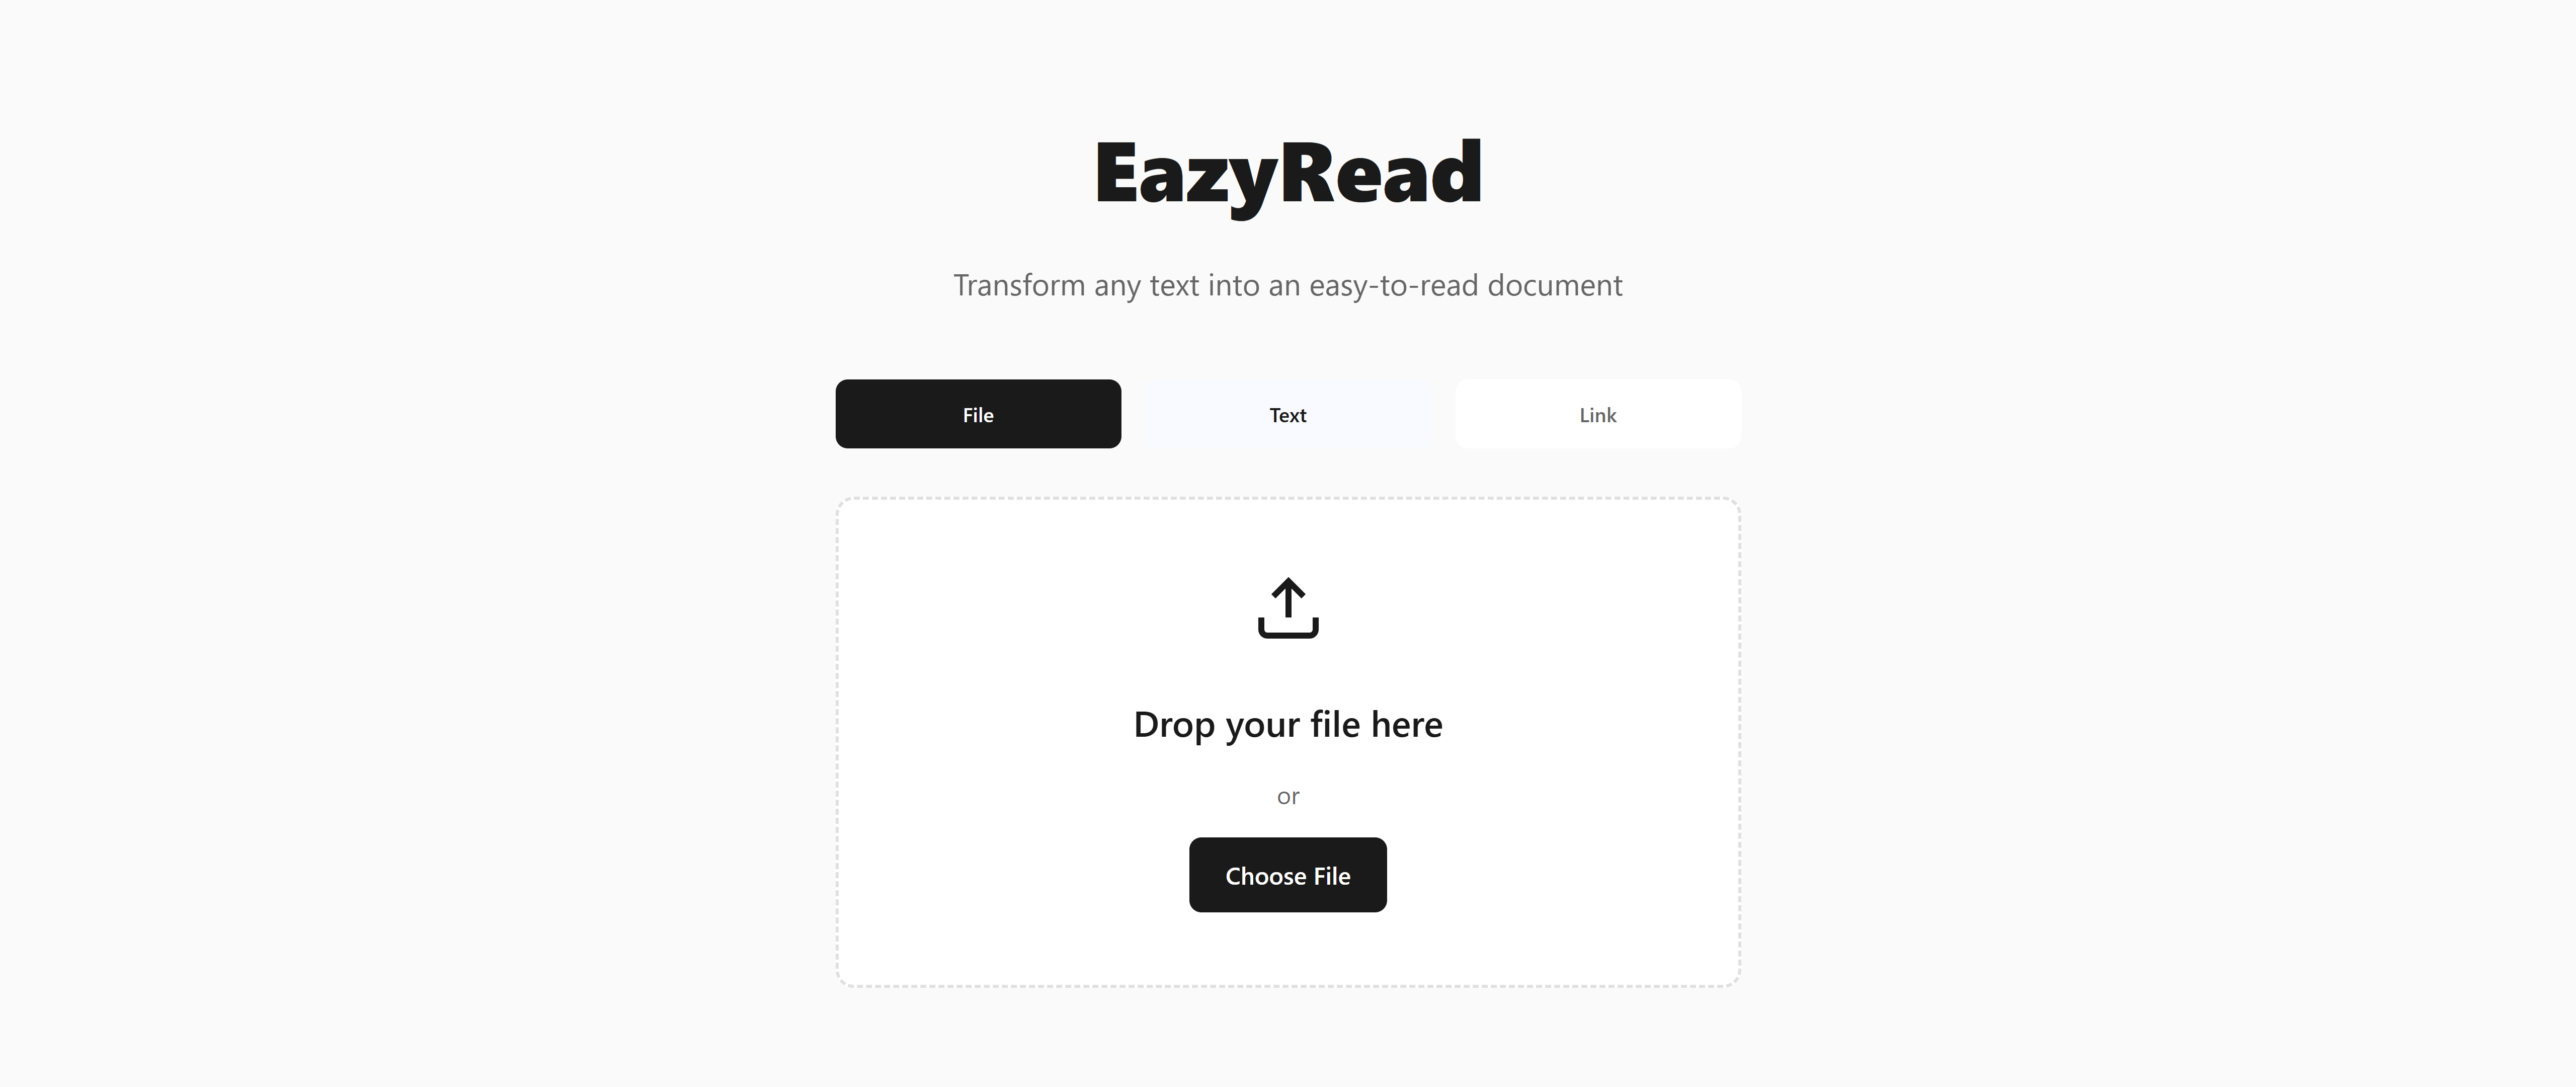 EazyRead
Transform any text into an easy-to-read document
File
Text
Link
Drop your file here
or
Choose File